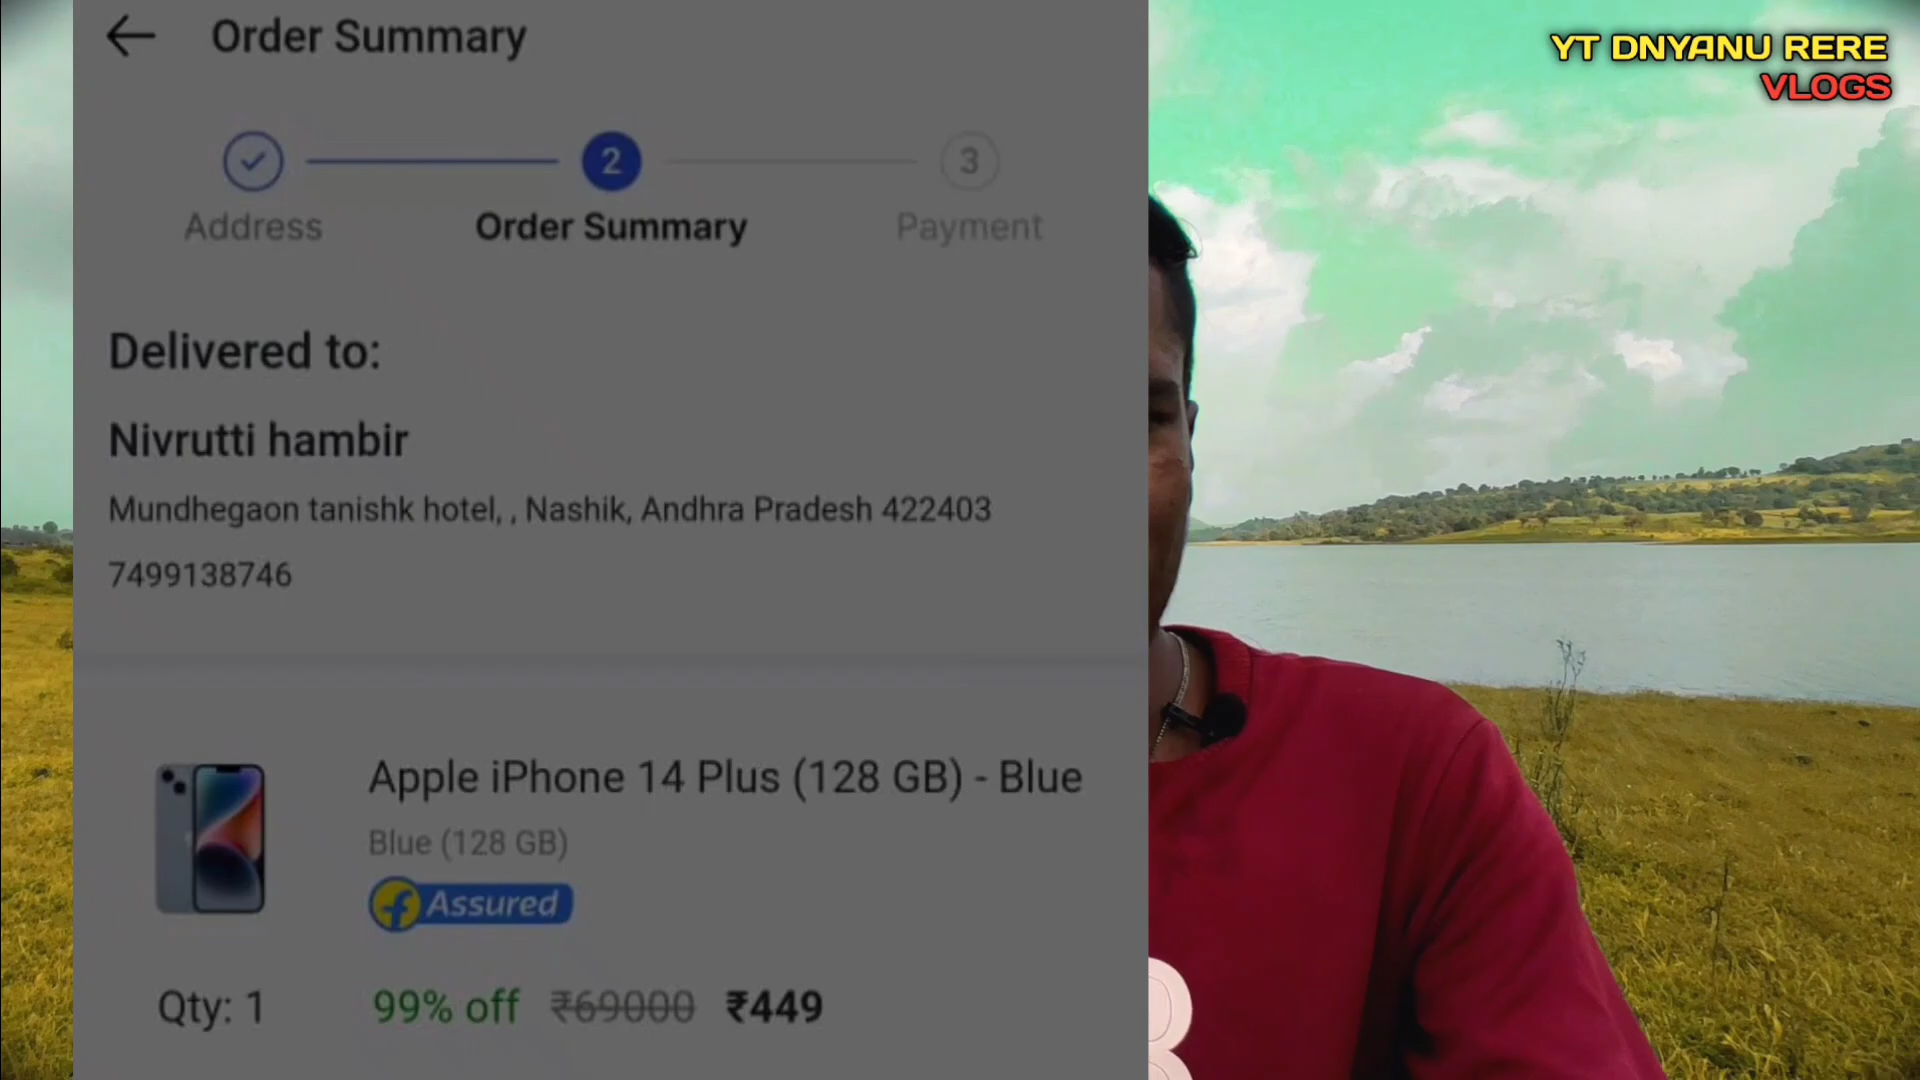 Order Summary
YT DNYANU RERE
VLOGS
2
3
Address
Order Summary
Payment
Delivered to:
Nivrutti hambir
Mundhegaon tanishk hotel, , Nashik, Andhra Pradesh 422403
7499138746
Apple iPhone 14 Plus (128 GB) - Blue
Blue (128 GB)
f Assured
Qty: 1 99% off ₹69000 ₹449